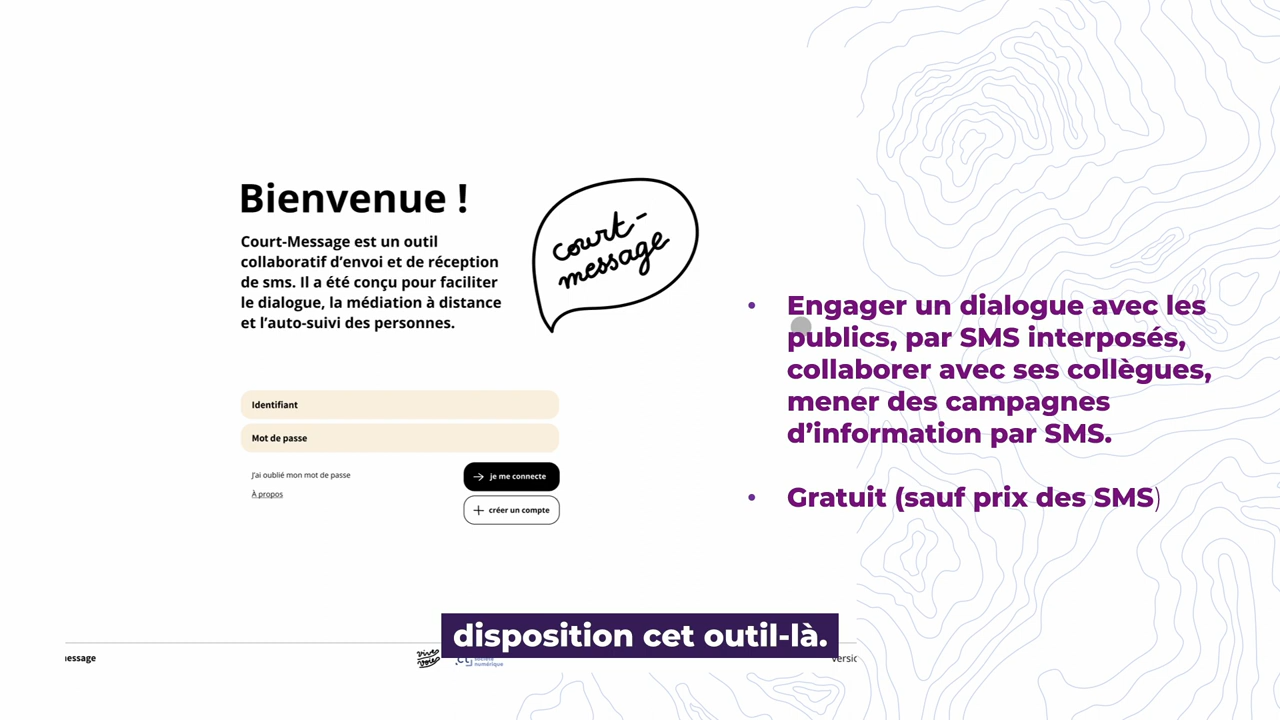 Bienvenue !
Court-Message est un outil
collaboratif d’envoi et de réception
de sms. Il a été conçu pour faciliter
le dialogue, la médiation à distance
et l’auto-suivi des personnes.
court-
message
Identifiant
Mot de passe
J'ai oublié mon mot de passe
À propos
je me connecte
créer un compte
• Engager un dialogue avec les
publics, par SMS interposés,
collaborer avec ses collègues,
mener des campagnes
d’information par SMS.
• Gratuit (sauf prix des SMS)
disposition cet outil-là.
vives
voies
numérique